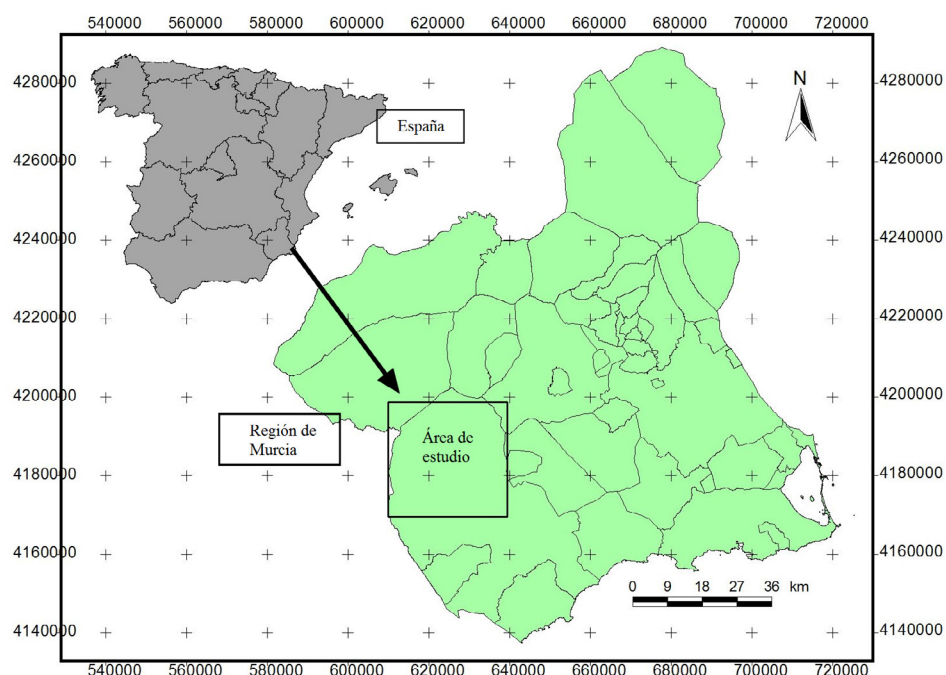 540000 560000 580000 600000 620000 640000 660000 680000 700000 720000
4280000 4280000
N
España
4260000 4260000
4240000 4240000
4220000 4220000
4200000 4200000
Región de
Murcia
Área de
estudio
4180000 4180000
4160000 4160000
0 9 18 27 36 km
4140000 4140000
540000 560000 580000 600000 620000 640000 660000 680000 700000 720000